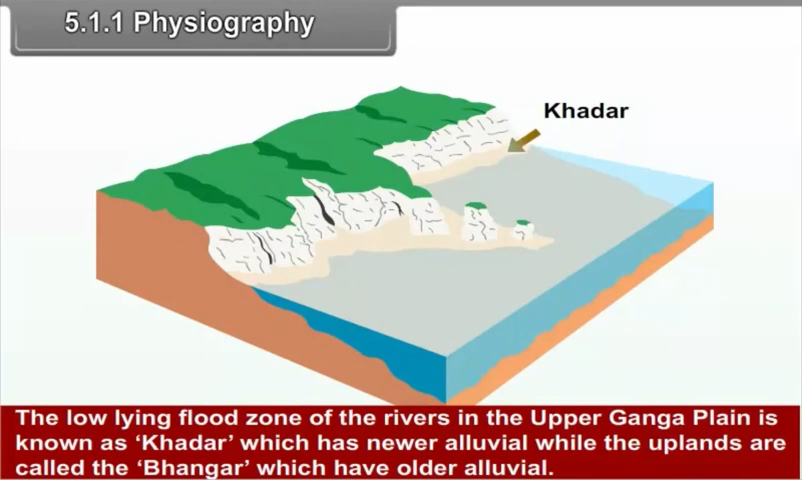 5.1.1 Physiography
Khadar
The low lying flood zone of the rivers in the Upper Ganga Plain is
known as ‘Khadar’ which has newer alluvial while the uplands are
called the ‘Bhangar’ which have older alluvial.